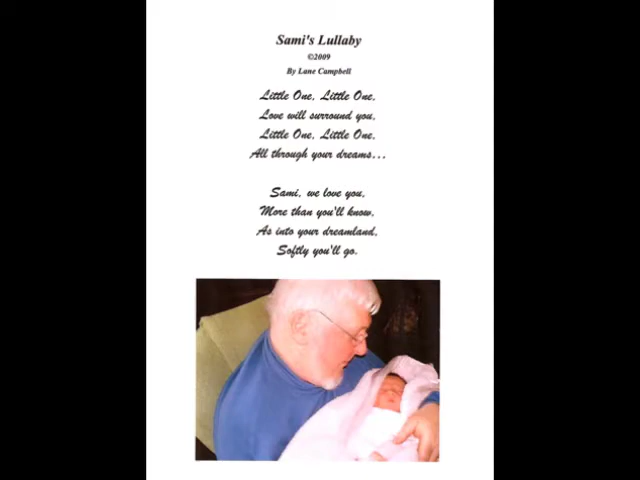 Sami's Lullaby
©2009
By Lane Campbell
Little One, Little One,
Love will surround you,
Little One, Little One.
All through your dreams...
Sami, we love you,
More than you'll know,
As into your dreamland,
Softly you'll go.